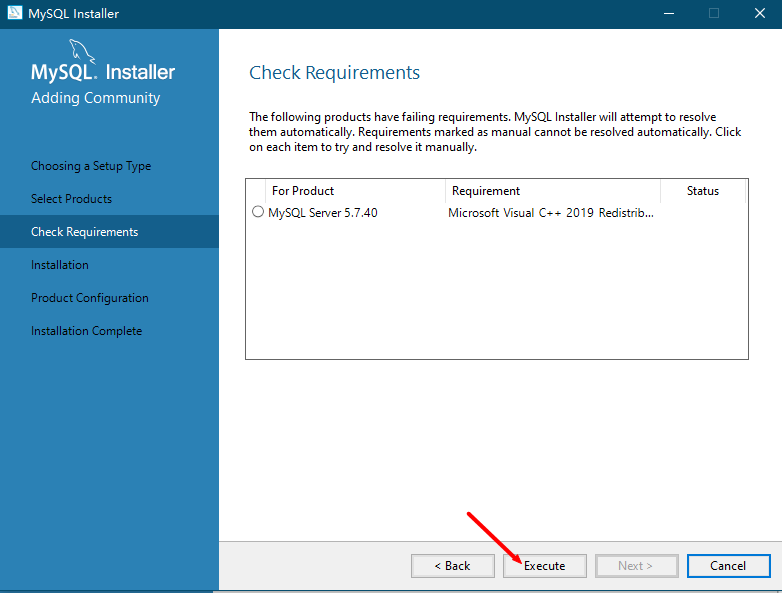 MySQL Installer
MySQL. Installer
Adding Community
Choosing a Setup Type
Select Products
Check Requirements
Installation
Product Configuration
Installation Complete
Check Requirements
The following products have failing requirements. MySQL Installer will attempt to resolve
them automatically. Requirements marked as manual cannot be resolved automatically. Click
on each item to try and resolve it manually.
For Product Requirement Status
MySQL Server 5.7.40 Microsoft Visual C++ 2019 Redistrib...
< Back Execute Next > Cancel